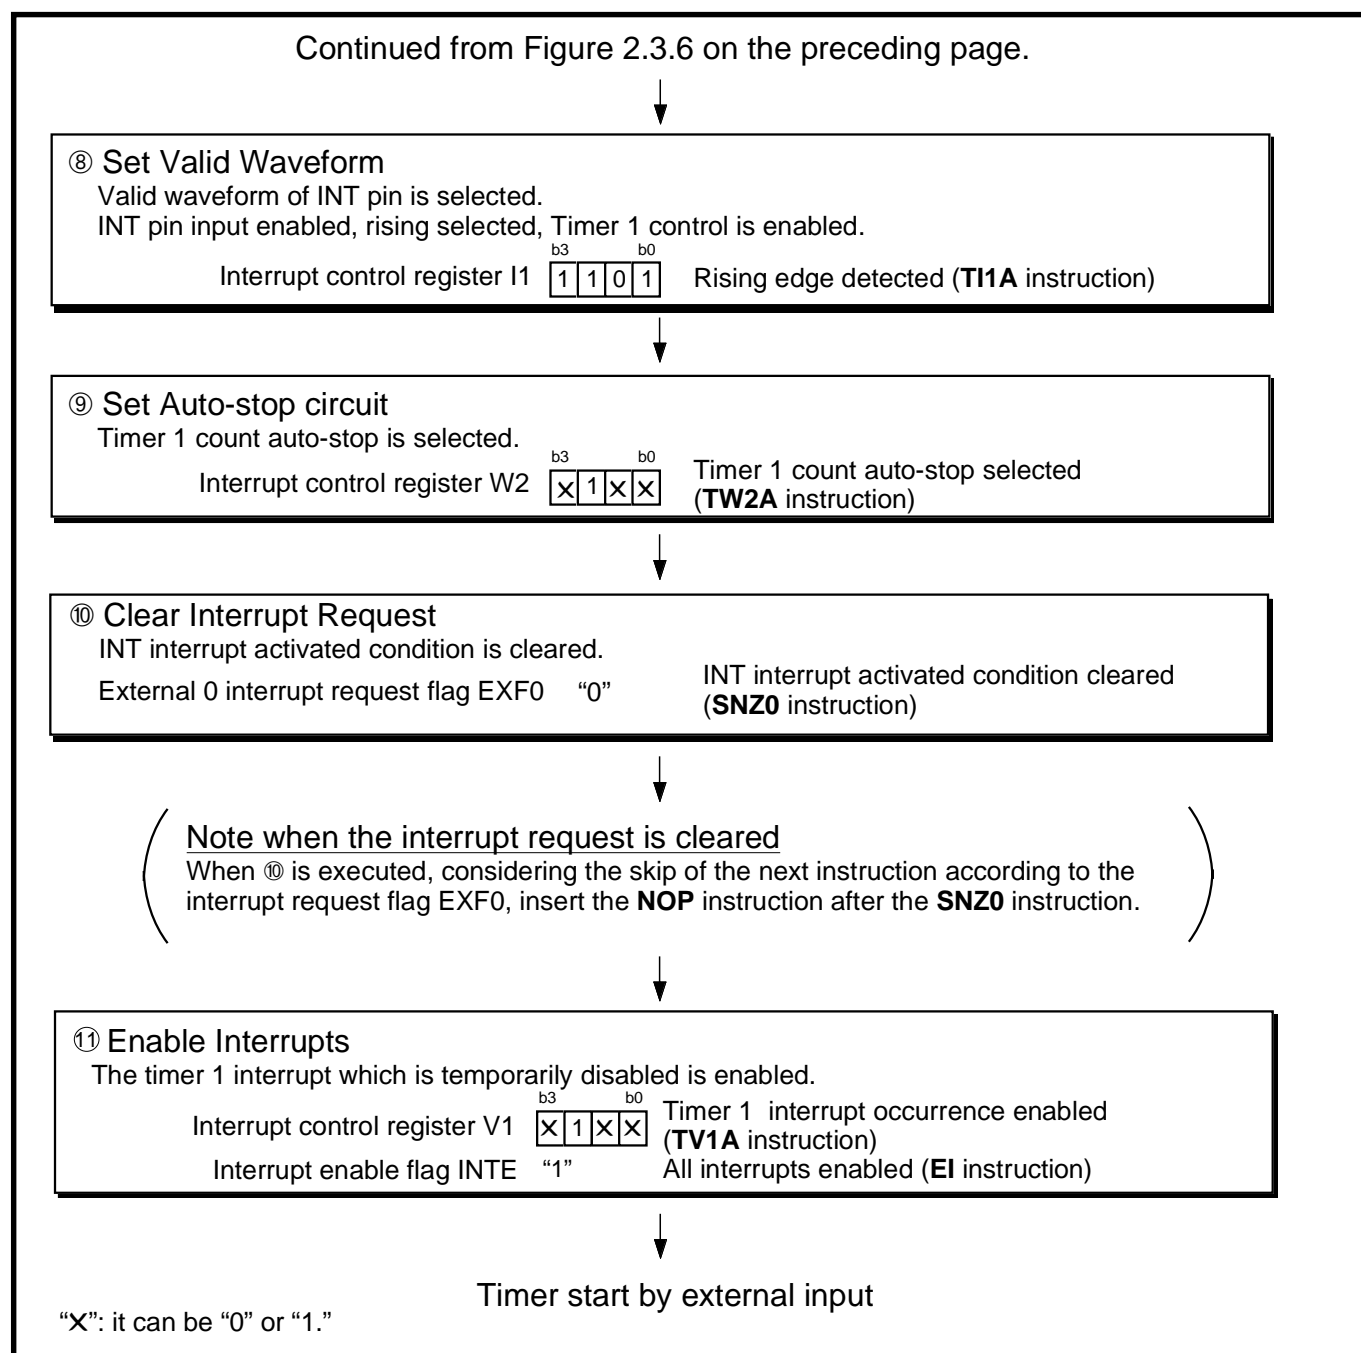 Continued from Figure 2.3.6 on the preceding page.
⑧ Set Valid Waveform
Valid waveform of INT pin is selected.
INT pin input enabled, rising selected, Timer 1 control is enabled.
b3 b0
Interrupt control register I1 1 1 0 1 Rising edge detected (TI1A instruction)
⑨ Set Auto-stop circuit
Timer 1 count auto-stop is selected.
b3 b0
Interrupt control register W2 × 1 × × Timer 1 count auto-stop selected
(TW2A instruction)
⑩ Clear Interrupt Request
INT interrupt activated condition is cleared.
External 0 interrupt request flag EXF0 “0” INT interrupt activated condition cleared
(SNZ0 instruction)
Note when the interrupt request is cleared
When ⑩ is executed, considering the skip of the next instruction according to the
interrupt request flag EXF0, insert the NOP instruction after the SNZ0 instruction.
⑪ Enable Interrupts
The timer 1 interrupt which is temporarily disabled is enabled.
b3 b0
Interrupt control register V1 × 1 × × Timer 1 interrupt occurrence enabled
(TV1A instruction)
Interrupt enable flag INTE “1” All interrupts enabled (EI instruction)
Timer start by external input
“×”: it can be “0” or “1.”